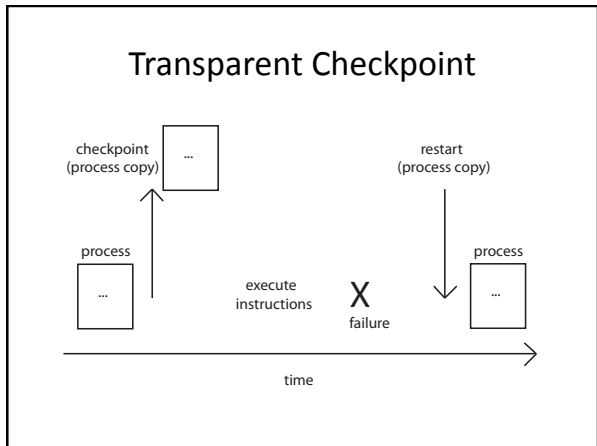 Transparent Checkpoint
checkpoint
(process copy)
...
restart
(process copy)
process
...
execute
instructions
X
failure
process
...
time